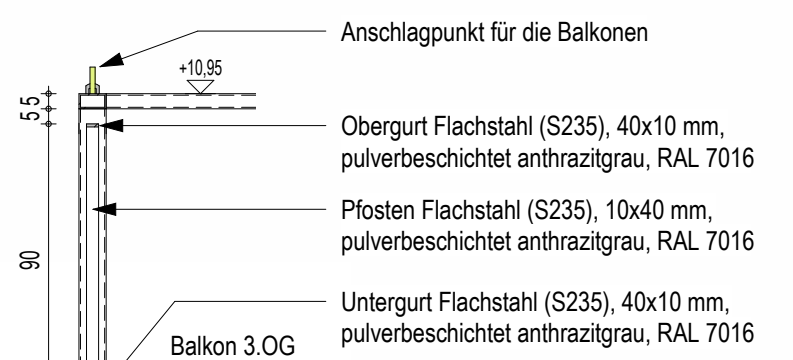 Anschlagpunkt für die Balkonen
+10,95
5 5
Obergurt Flachstahl (S235), 40x10 mm,
pulverbeschichtet anthrazitgrau, RAL 7016
Pfosten Flachstahl (S235), 10x40 mm,
pulverbeschichtet anthrazitgrau, RAL 7016
90
Untergurt Flachstahl (S235), 40x10 mm,
pulverbeschichtet anthrazitgrau, RAL 7016
Balkon 3.OG